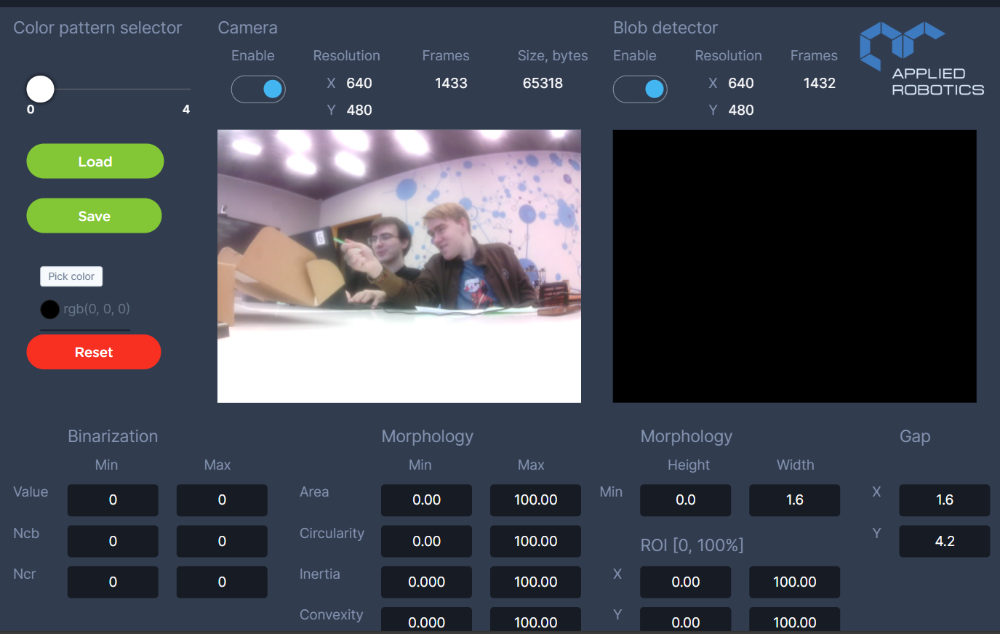 Color pattern selector
0 4
Load
Save
Pick color
rgb(0, 0, 0)
Reset
Camera
Enable Resolution Frames Size, bytes
X 640 1433 65318
Y 480
6
Blob detector
Enable Resolution Frames
X 640 1432
Y 480
APPLIED
ROBOTICS
Binarization
Min Max
Value 0 0
Ncb 0 0
Ncr 0 0
Morphology
Min Max
Area 0.00 100.00
Circularity 0.00 100.00
Inertia 0.000 100.00
Convexity 0.000 100.00
Morphology
Height Width
Min 0.0 1.6
ROI [0, 100%]
X 0.00 100.00
Y 0.00 100.00
Gap
X 1.6
Y 4.2